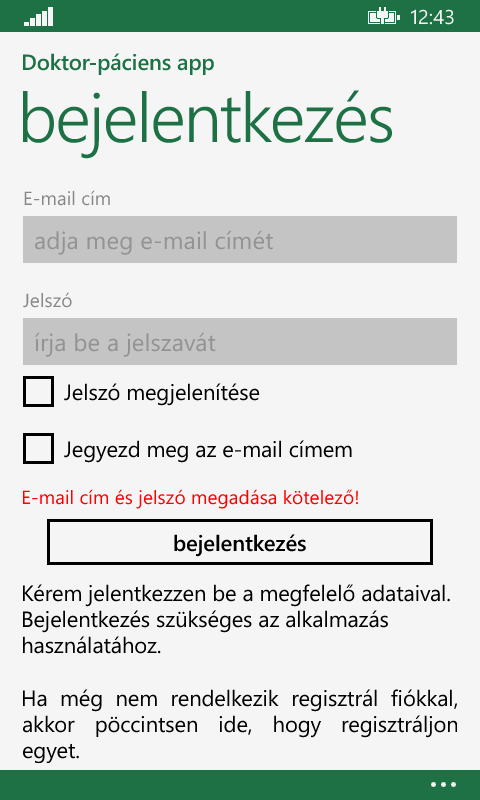 12:43
Doktor-páciens app
bejelentkezés
E-mail cím
adja meg e-mail címét
Jelszó
írja be a jelszavát
Jelszó megjelenítése
Jegyezd meg az e-mail címem
E-mail cím és jelszó megadása kötelező!
bejelentkezés
Kérem jelentkezzen be a megfelelő adataival.
Bejelentkezés szükséges az alkalmazás
használatához.
Ha még nem rendelkezik regisztrál fiókkal,
akkor pöccintsen ide, hogy regisztráljon
egyet.